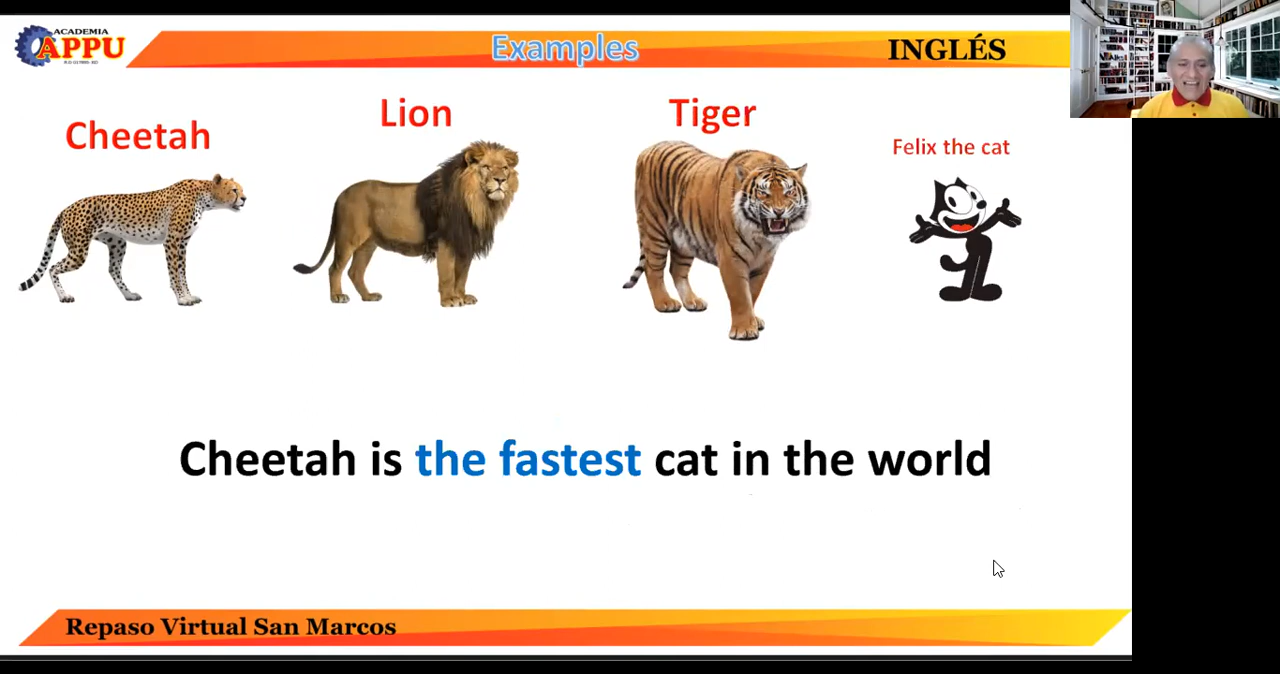 ACADEMIA
APPU
Examples
INGLÉS
Cheetah
Lion
Tiger
Felix the cat
Cheetah is the fastest cat in the world
Repaso Virtual San Marcos